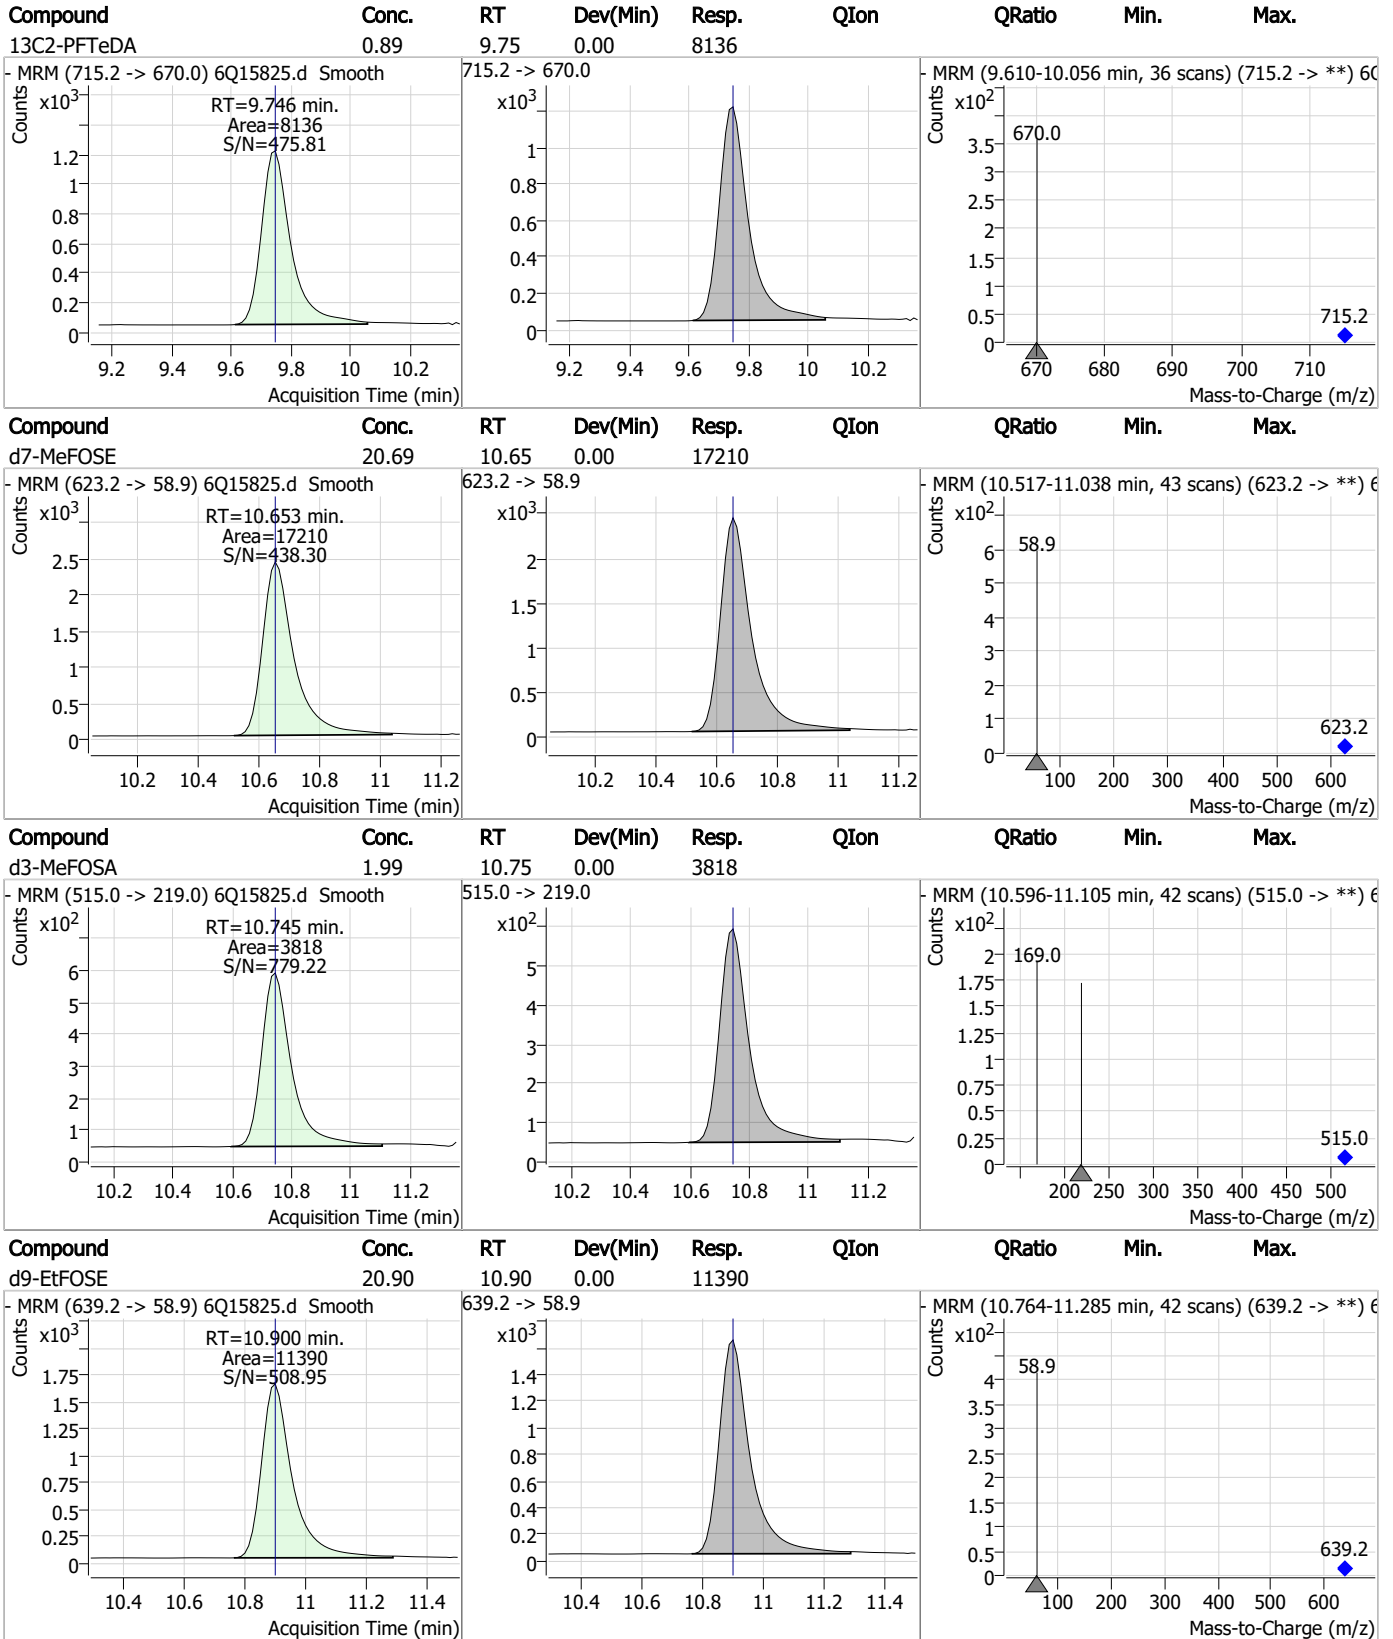 Compound Conc. RT Dev(Min) Resp. QIon QRatio Min. Max.
13C2-PFTeDA 0.89 9.75 0.00 8136
- MRM (715.2 -> 670.0) 6Q15825.d Smooth
715.2 -> 670.0
- MRM (9.610-10.056 min, 36 scans) (715.2 -> **) 6
Counts
x10³
RT=9.746 min.
Area=8136
S/N=475.81
1.2
1
0.8
0.6
0.4
0.2
0
9.2 9.4 9.6 9.8 10 10.2
Acquisition Time (min)
x10³
1
0.8
0.6
0.4
0.2
0
9.2 9.4 9.6 9.8 10 10.2
Counts
x10²
670.0
3.5
3
2.5
2
1.5
1
0.5
0
715.2
670 680 690 700 710
Mass-to-Charge (m/z)
Compound Conc. RT Dev(Min) Resp. QIon QRatio Min. Max.
d7-MeFOSE 20.69 10.65 0.00 17210
- MRM (623.2 -> 58.9) 6Q15825.d Smooth
623.2 -> 58.9
- MRM (10.517-11.038 min, 43 scans) (623.2 -> **) 6
Counts
x10³
RT=10.653 min.
Area=17210
S/N=438.30
2.5
2
1.5
1
0.5
0
10.2 10.4 10.6 10.8 11 11.2
Acquisition Time (min)
x10³
2
1.5
1
0.5
0
10.2 10.4 10.6 10.8 11 11.2
Counts
x10²
58.9
6
5
4
3
2
1
0
623.2
100 200 300 400 500 600
Mass-to-Charge (m/z)
Compound Conc. RT Dev(Min) Resp. QIon QRatio Min. Max.
d3-MeFOSA 1.99 10.75 0.00 3818
- MRM (515.0 -> 219.0) 6Q15825.d Smooth
515.0 -> 219.0
- MRM (10.596-11.105 min, 42 scans) (515.0 -> **) 6
Counts
x10²
RT=10.745 min.
Area=3818
S/N=779.22
6
5
4
3
2
1
0
10.2 10.4 10.6 10.8 11 11.2
Acquisition Time (min)
x10²
5
4
3
2
1
0
10.2 10.4 10.6 10.8 11 11.2
Counts
x10²
169.0
2
1.75
1.5
1.25
1
0.75
0.5
0.25
0
515.0
200 250 300 350 400 450 500
Mass-to-Charge (m/z)
Compound Conc. RT Dev(Min) Resp. QIon QRatio Min. Max.
d9-EtFOSE 20.90 10.90 0.00 11390
- MRM (639.2 -> 58.9) 6Q15825.d Smooth
639.2 -> 58.9
- MRM (10.764-11.285 min, 42 scans) (639.2 -> **) 6
Counts
x10³
RT=10.900 min.
Area=11390
S/N=508.95
1.75
1.5
1.25
1
0.75
0.5
0.25
0
10.4 10.6 10.8 11 11.2 11.4
Acquisition Time (min)
x10³
1.4
1.2
1
0.8
0.6
0.4
0.2
0
10.4 10.6 10.8 11 11.2 11.4
Counts
x10²
58.9
4
3.5
3
2.5
2
1.5
1
0.5
0
639.2
100 200 300 400 500 600
Mass-to-Charge (m/z)